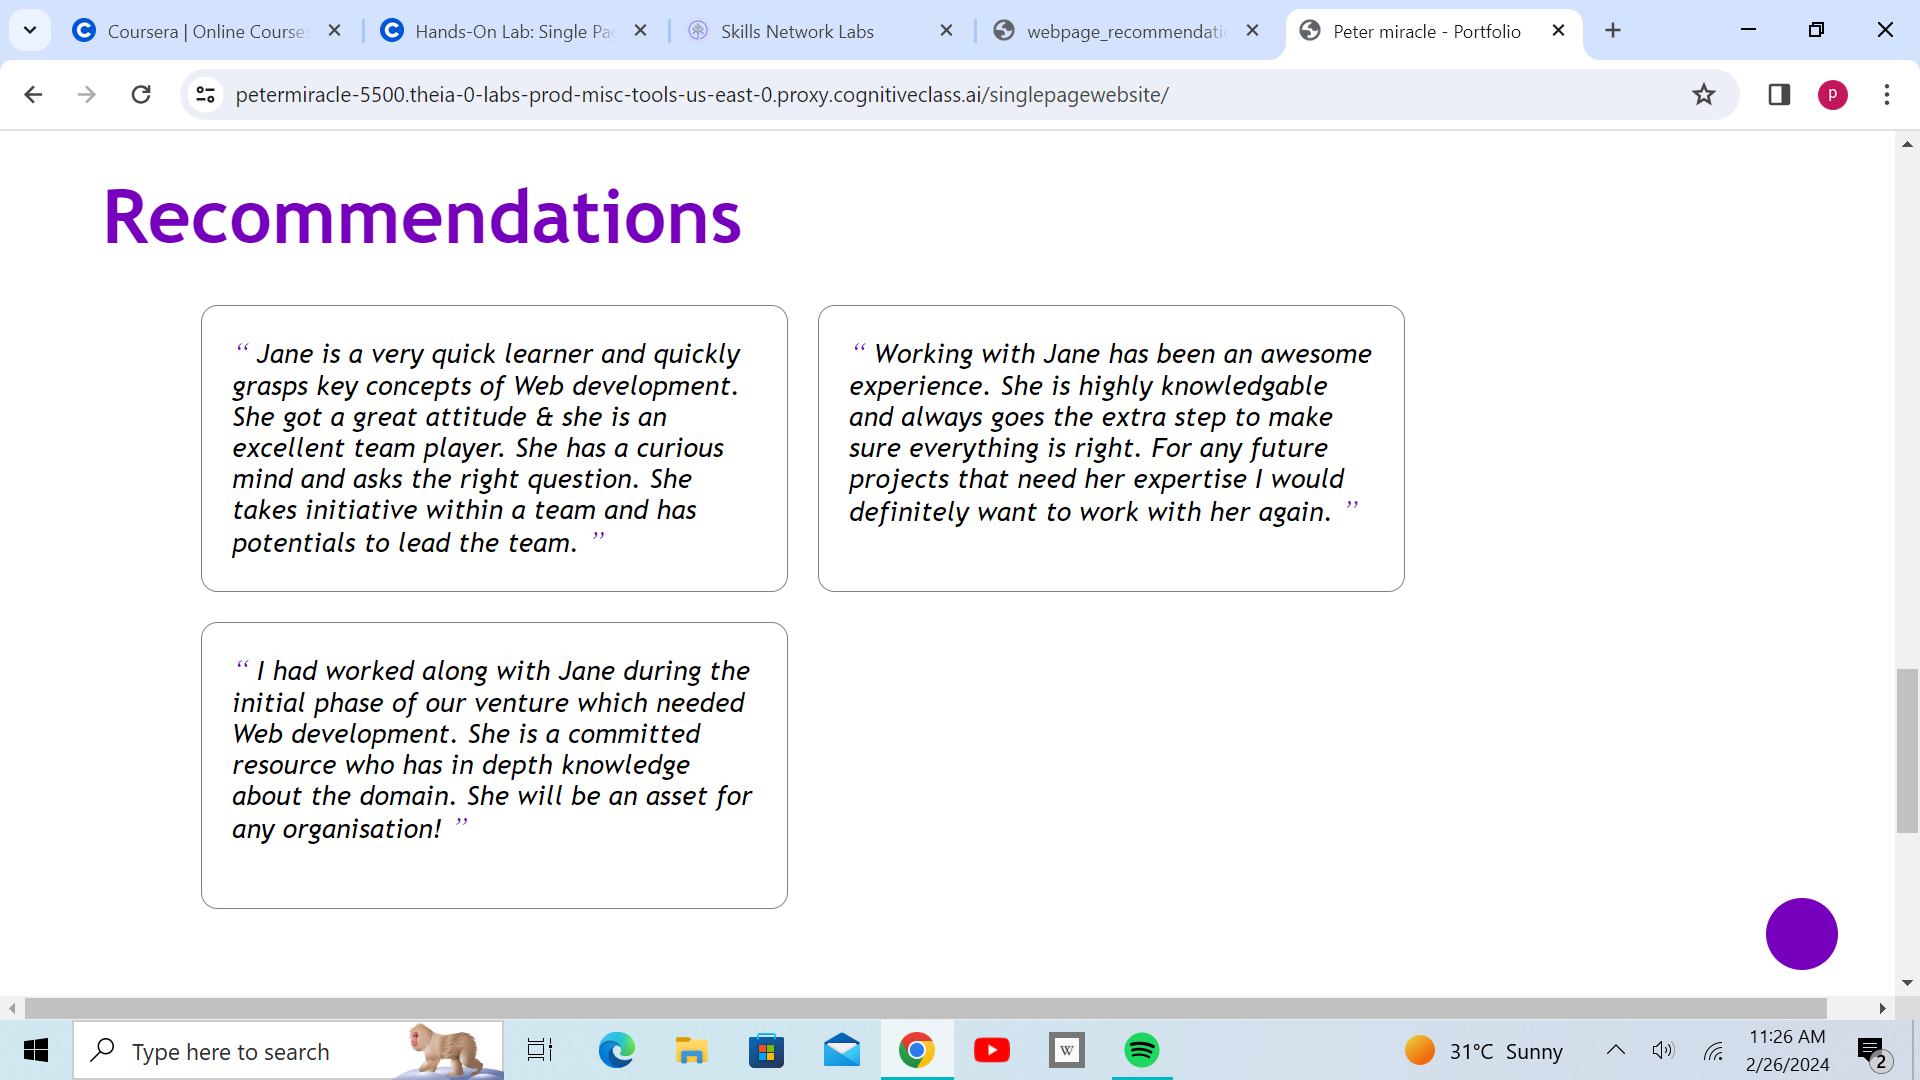 Coursera | Online Courses
Hands-On Lab: Single Pa
Skills Network Labs
webpage_recommendati
Peter miracle - Portfolio
petermiracle-5500.theia-0-labs-prod-misc-tools-us-east-0.proxy.cognitiveclass.ai/singlepagewebsite/
p
Recommendations
“ Jane is a very quick learner and quickly
grasps key concepts of Web development.
She got a great attitude & she is an
excellent team player. She has a curious
mind and asks the right question. She
takes initiative within a team and has
potentials to lead the team. ”
“ Working with Jane has been an awesome
experience. She is highly knowledgable
and always goes the extra step to make
sure everything is right. For any future
projects that need her expertise I would
definitely want to work with her again. ”
“ I had worked along with Jane during the
initial phase of our venture which needed
Web development. She is a committed
resource who has in depth knowledge
about the domain. She will be an asset for
any organisation! ”
Type here to search
W
31°C Sunny
11:26 AM
2/26/2024
2